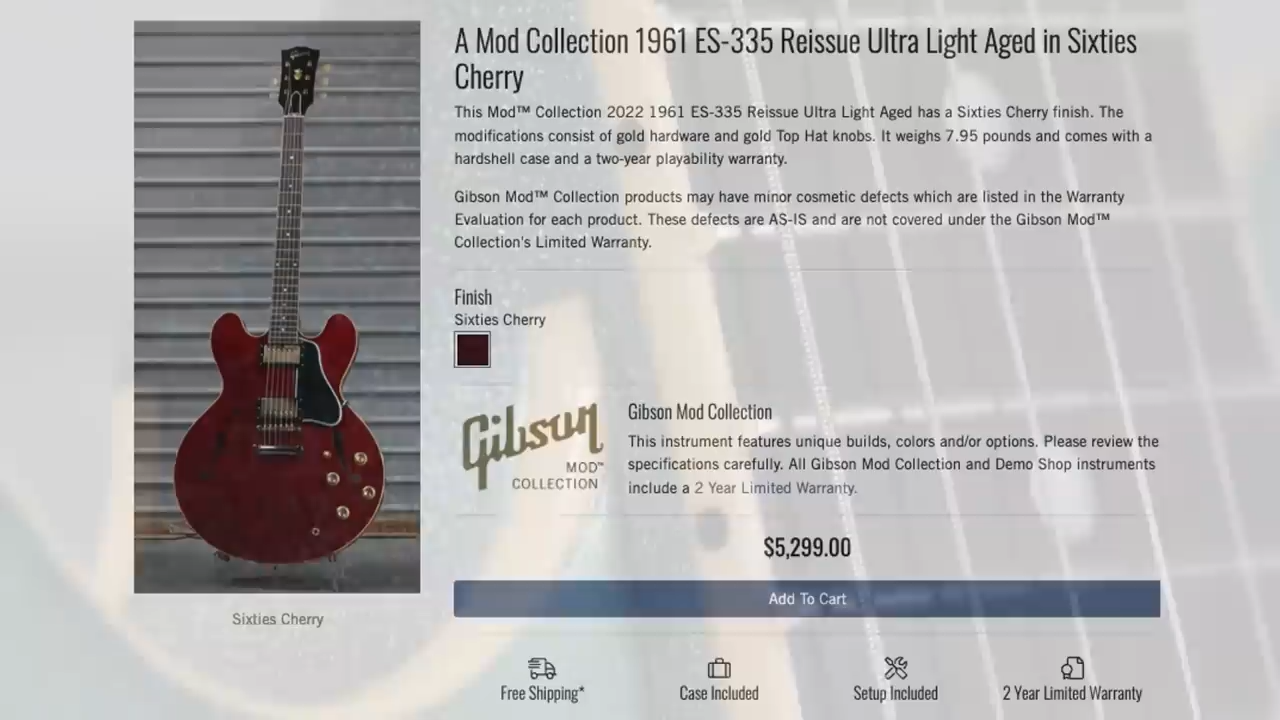 A Mod Collection 1961 ES-335 Reissue Ultra Light Aged in Sixties
Cherry
This Mod™ Collection 2022 1961 ES-335 Reissue Ultra Light Aged has a Sixties Cherry finish. The
modifications consist of gold hardware and gold Top Hat knobs. It weighs 7.95 pounds and comes with a
hardshell case and a two-year playability warranty.
Gibson Mod™ Collection products may have minor cosmetic defects which are listed in the Warranty
Evaluation for each product. These defects are AS-IS and are not covered under the Gibson Mod™
Collection's Limited Warranty.
Finish
Sixties Cherry
Gibson
MOD™
COLLECTION
Gibson Mod Collection
This instrument features unique builds, colors and/or options. Please review the
specifications carefully. All Gibson Mod Collection and Demo Shop instruments
include a 2 Year Limited Warranty.
$5,299.00
Add To Cart
Sixties Cherry
Free Shipping*
Case Included
Setup Included
2 Year Limited Warranty